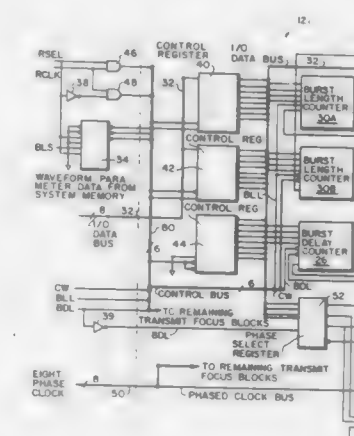 12.
RSEL
46
CONTROL
REGISTER
40
I/O
DATA BUS
32
RCLK
38
48
32
BURST
LENGTH
COUNTER
30A
BLS
34
CONTROL REG
WAVEFORM PARA
METER DATA FROM
SYSTEM MEMORY
42
BLL
BURST
LENGTH
COUNTER
30B
CONTROL REG
8
32
I/O DATA
BUS
80
6
44
BURST
DELAY
COUNTER
26
CW
BLL
BDL
CONTROL BUS
6
CW
BDL
52
39
TO REMAINING
TRANSMIT FOCUS BLOCKS
BDL
PHASE
SELECT
REGISTER
EIGHT
PHASE
CLOCK
8
50
TO REMAINING TRANSMIT
FOCUS BLOCKS
PHASED CLOCK BUS